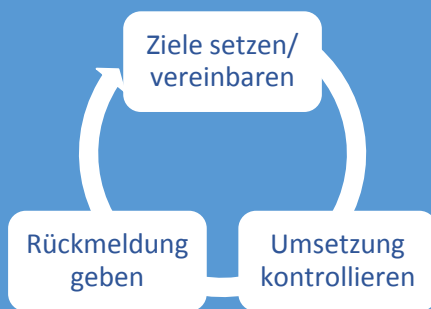 Ziele setzen/
vereinbaren
Rückmeldung
geben
Umsetzung
kontrollieren